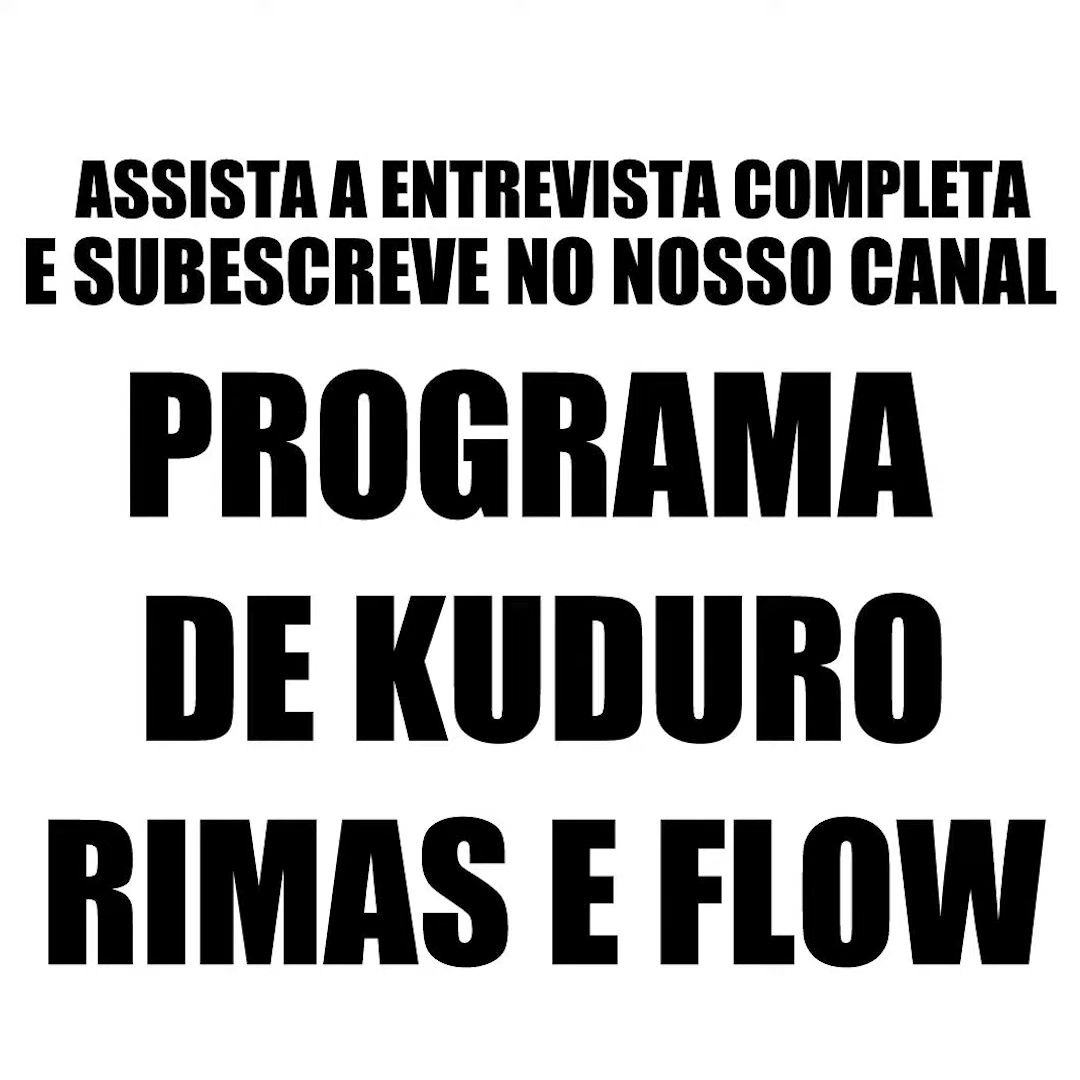 ASSISTA A ENTREVISTA COMPLETA
E SUBESCREVE NO NOSSO CANAL
PROGRAMA
DE KUDURO
RIMAS E FLOW